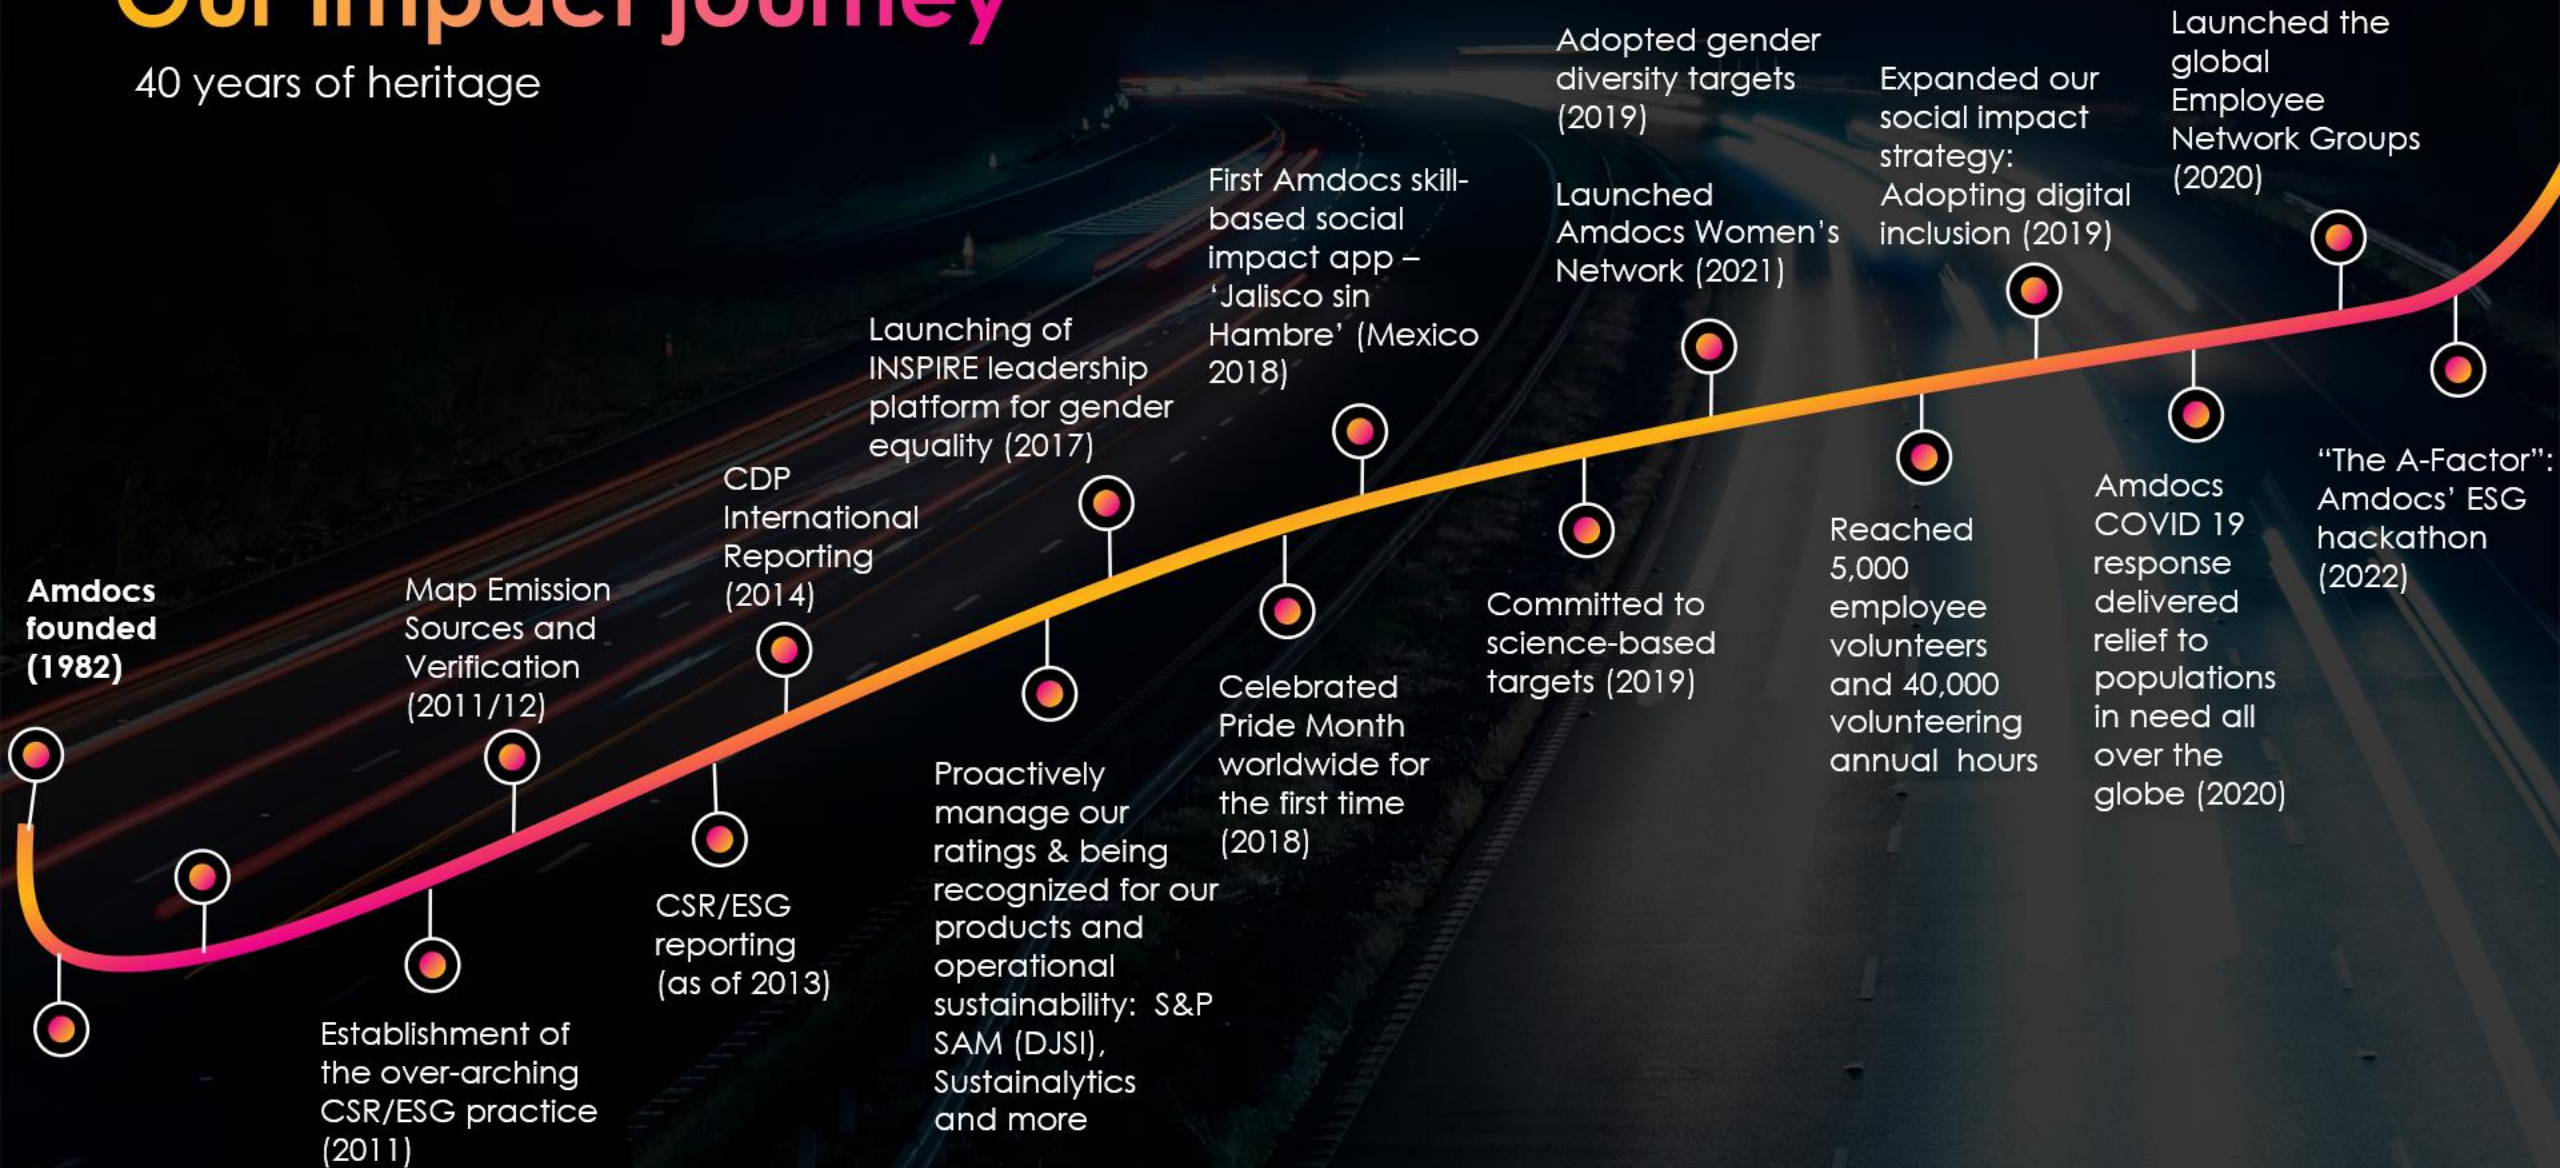 Our impact journey
40 years of heritage
Amdocs
founded
(1982)
Establishment of
the over-arching
CSR/ESG practice
(2011)
Map Emission
Sources and
Verification
(2011/12)
CSR/ESG
reporting
(as of 2013)
CDP
International
Reporting
(2014)
Proactively
manage our
ratings & being
recognized for our
products and
operational
sustainability:  S&P
SAM (DJSI),
Sustainalytics
and more
Launching of
INSPIRE leadership
platform for gender
equality (2017)
Celebrated
Pride Month
worldwide for
the first time
(2018)
First Amdocs skill-
based social
impact app –
‘Jalisco sin
Hambre’ (Mexico
2018)
Committed to
science-based
targets (2019)
Adopted gender
diversity targets
(2019)
Launched
Amdocs Women’s
Network (2021)
Reached
5,000
employee
volunteers
and 40,000
volunteering
annual  hours
Expanded our
social impact
strategy:
Adopting digital
inclusion (2019)
Amdocs
COVID 19
response
delivered
relief to
populations
in need all
over the
globe (2020)
Launched the
global
Employee
Network Groups
(2020)
“The A-Factor”:
Amdocs’ ESG
hackathon
(2022)